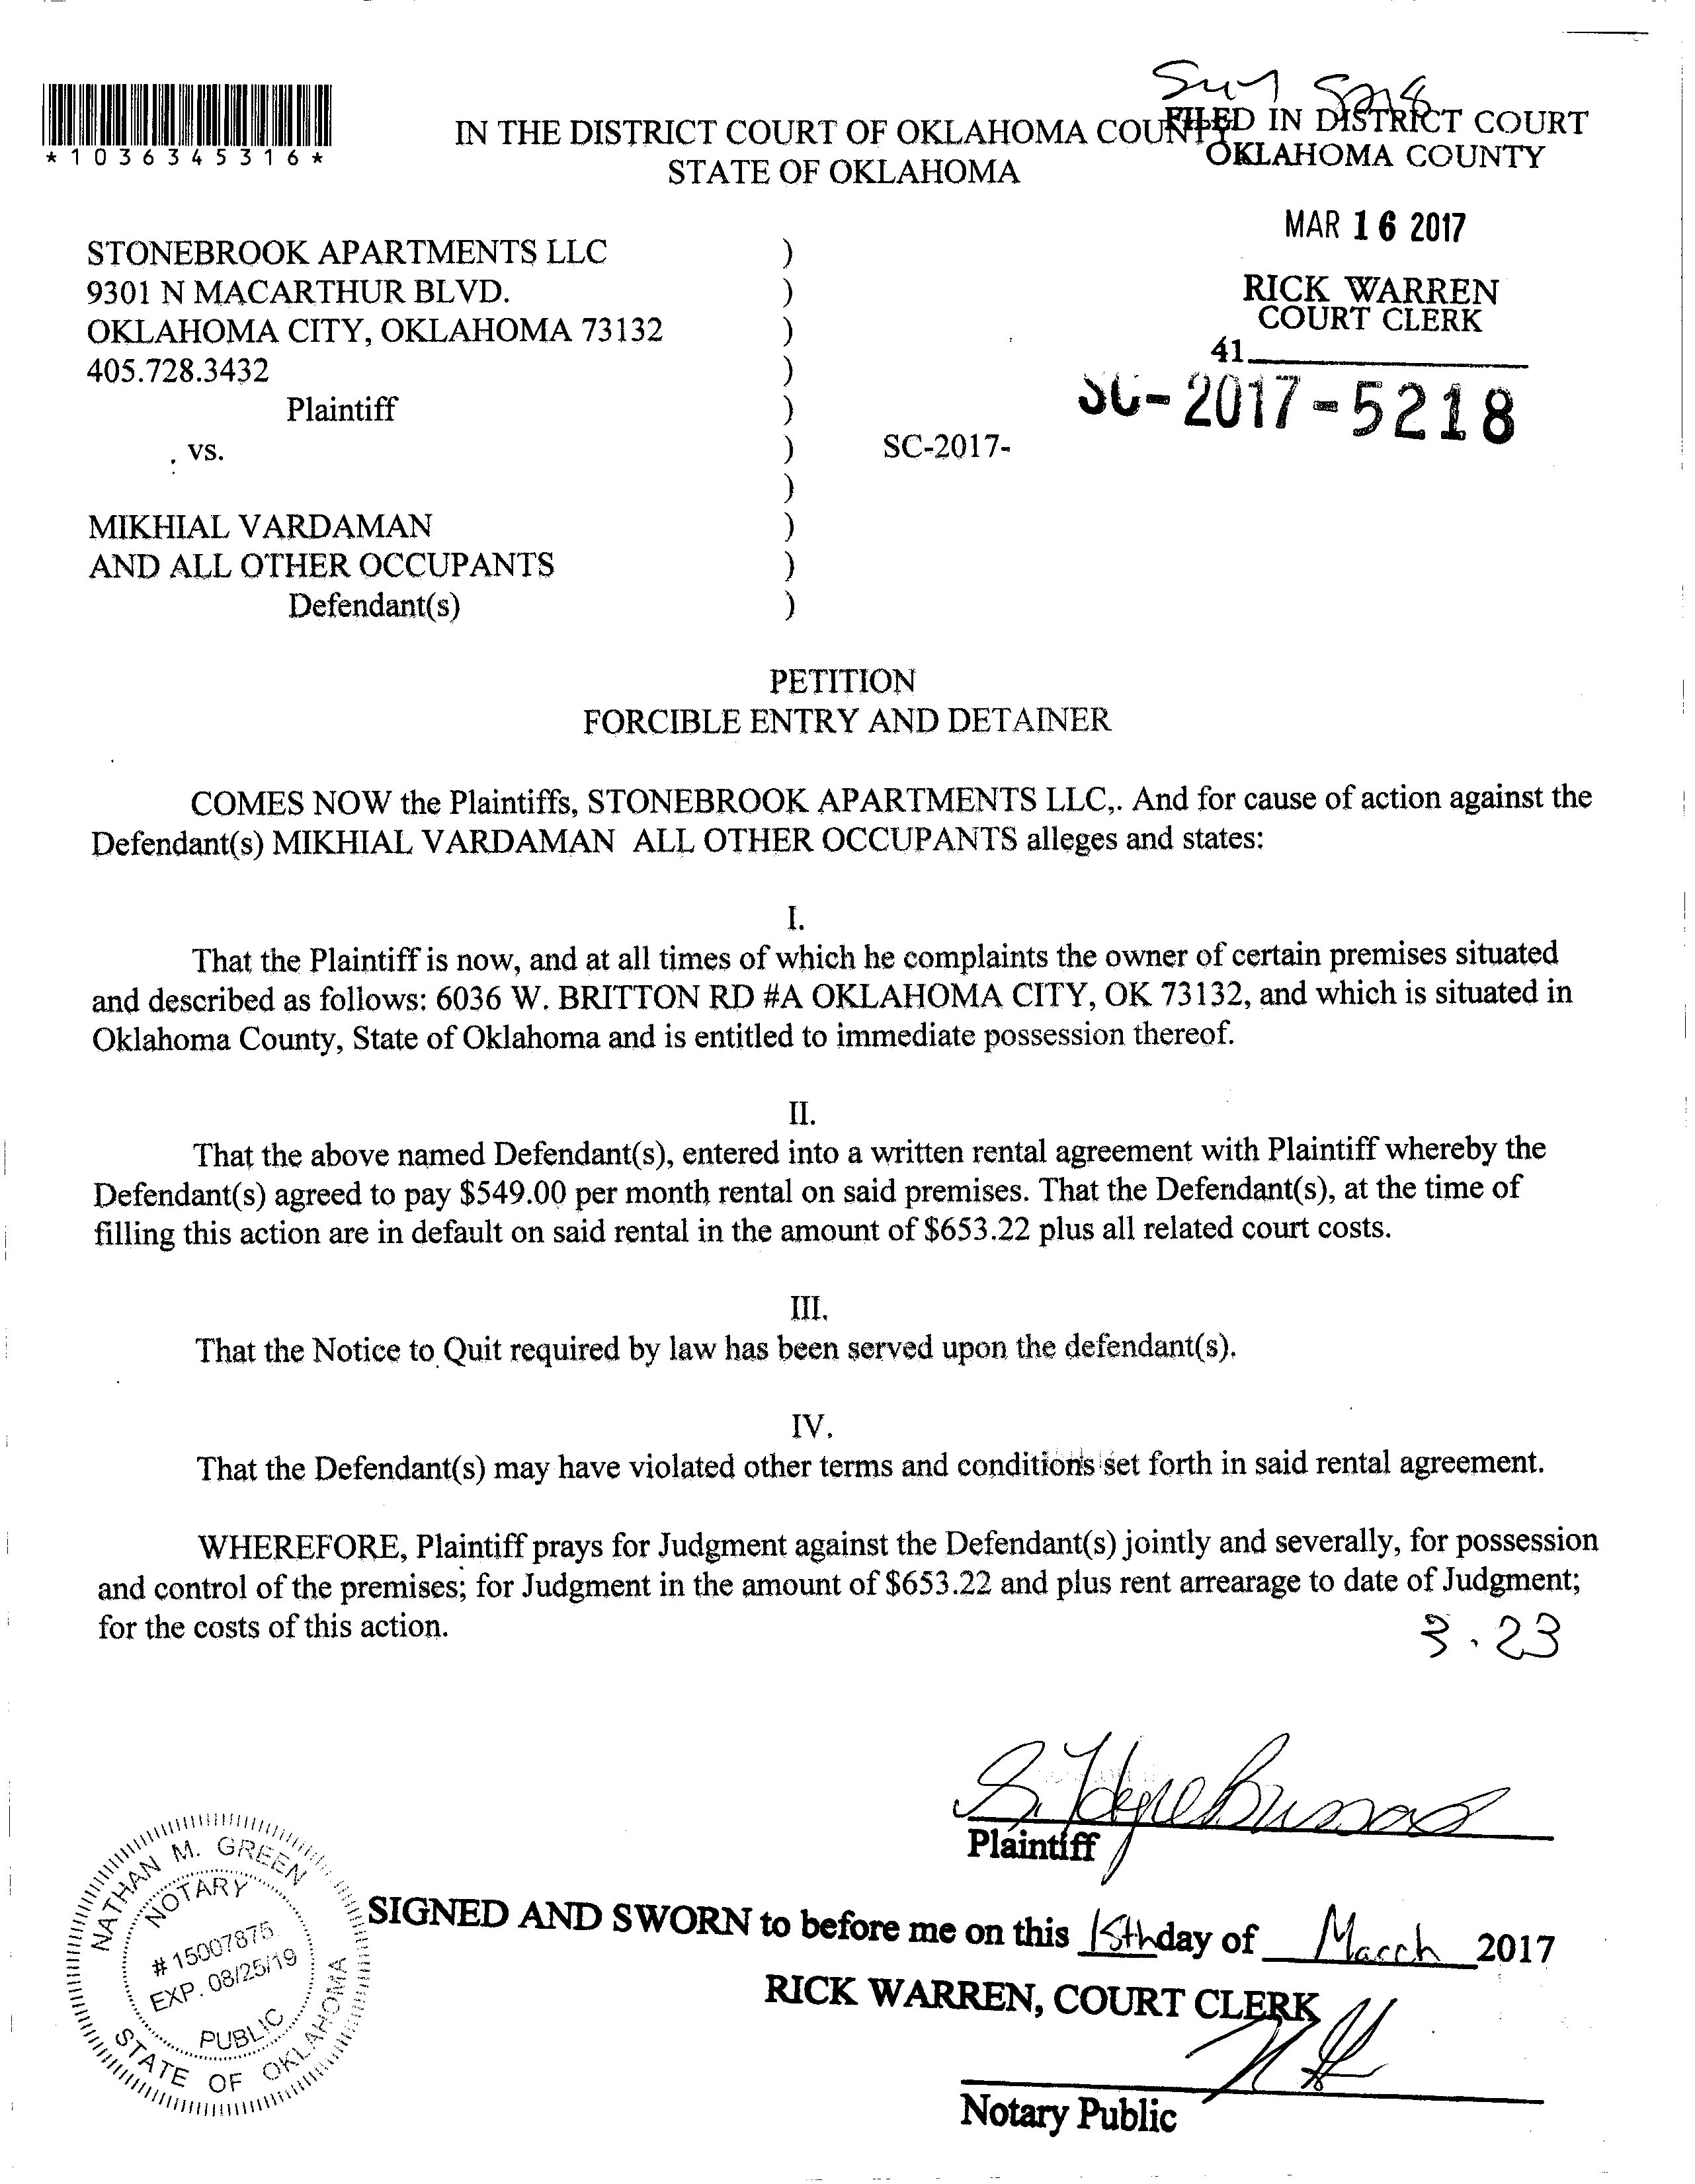 *1036345316*
IN THE DISTRICT COURT OF OKLAHOMA COUNTY
STATE OF OKLAHOMA
FILED IN DISTRICT COURT
OKLAHOMA COUNTY
MAR 16 2017
RICK WARREN
COURT CLERK
41
SC-2017-5218
STONEBROOK APARTMENTS LLC )
9301 N MACARTHUR BLVD. )
OKLAHOMA CITY, OKLAHOMA 73132 )
405.728.3432 )
Plaintiff )
vs. ) SC-2017-
)
MIKHIAL VARDAMAN )
AND ALL OTHER OCCUPANTS )
Defendant(s) )
PETITION
FORCIBLE ENTRY AND DETAINER
COMES NOW the Plaintiffs, STONEBROOK APARTMENTS LLC,. And for cause of action against the
Defendant(s) MIKHIAL VARDAMAN ALL OTHER OCCUPANTS alleges and states:
I.
That the Plaintiff is now, and at all times of which he complaints the owner of certain premises situated
and described as follows: 6036 W. BRITTON RD #A OKLAHOMA CITY, OK 73132, and which is situated in
Oklahoma County, State of Oklahoma and is entitled to immediate possession thereof.
II.
That the above named Defendant(s), entered into a written rental agreement with Plaintiff whereby the
Defendant(s) agreed to pay $549.00 per month rental on said premises. That the Defendant(s), at the time of
filling this action are in default on said rental in the amount of $653.22 plus all related court costs.
III.
That the Notice to Quit required by law has been served upon the defendant(s).
IV.
That the Defendant(s) may have violated other terms and conditions set forth in said rental agreement.
WHEREFORE, Plaintiff prays for Judgment against the Defendant(s) jointly and severally, for possession
and control of the premises; for Judgment in the amount of $653.22 and plus rent arrearage to date of Judgment;
for the costs of this action.
3.23
Plaintiff
SIGNED AND SWORN to before me on this 15th day of March 2017
RICK WARREN, COURT CLERK
Notary Public
NATHAN M. GREEN
NOTARY
# 15007875
EXP. 08/25/19
PUBLIC
STATE OF OKLAHOMA